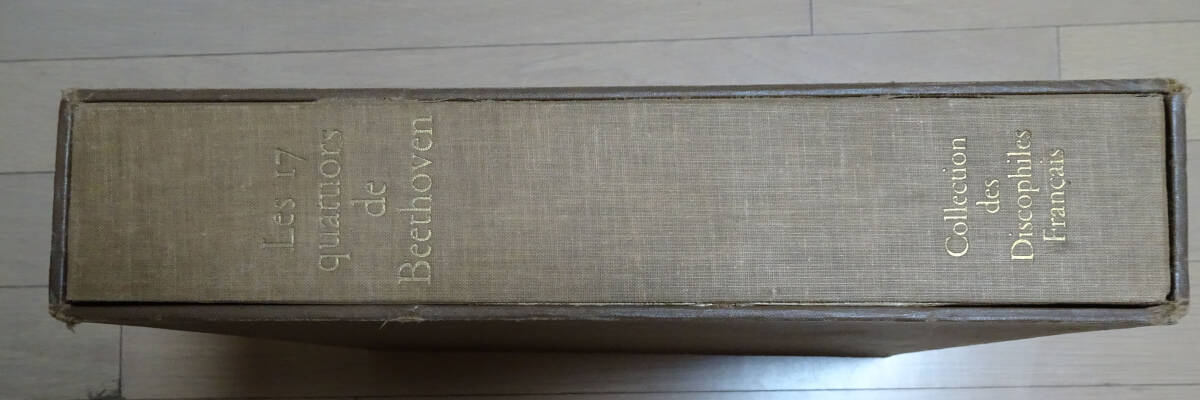 Les 17
quatuors
de
Beethoven
Collection
des
Discophiles
Français